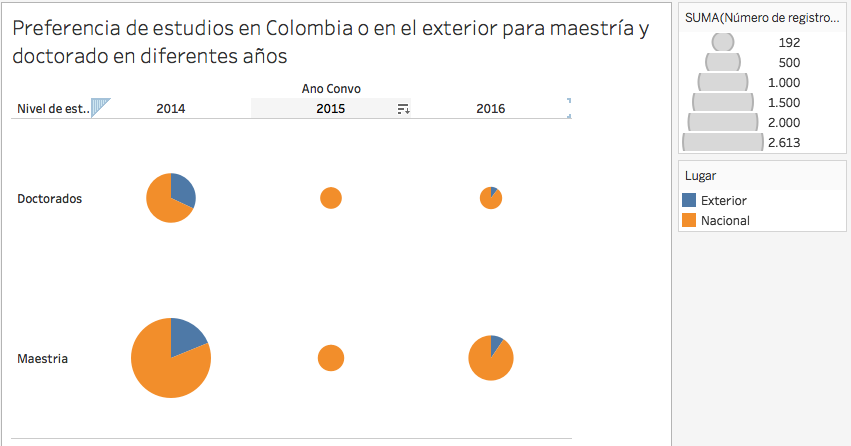 Preferencia de estudios en Colombia o en el exterior para maestría y
doctorado en diferentes años
Ano Convo
Nivel de est.. 2014 2015 2016
Doctorados
Maestria
SUMA(Número de registro...
192
500
1.000
1.500
2.000
2.613
Lugar
Exterior
Nacional